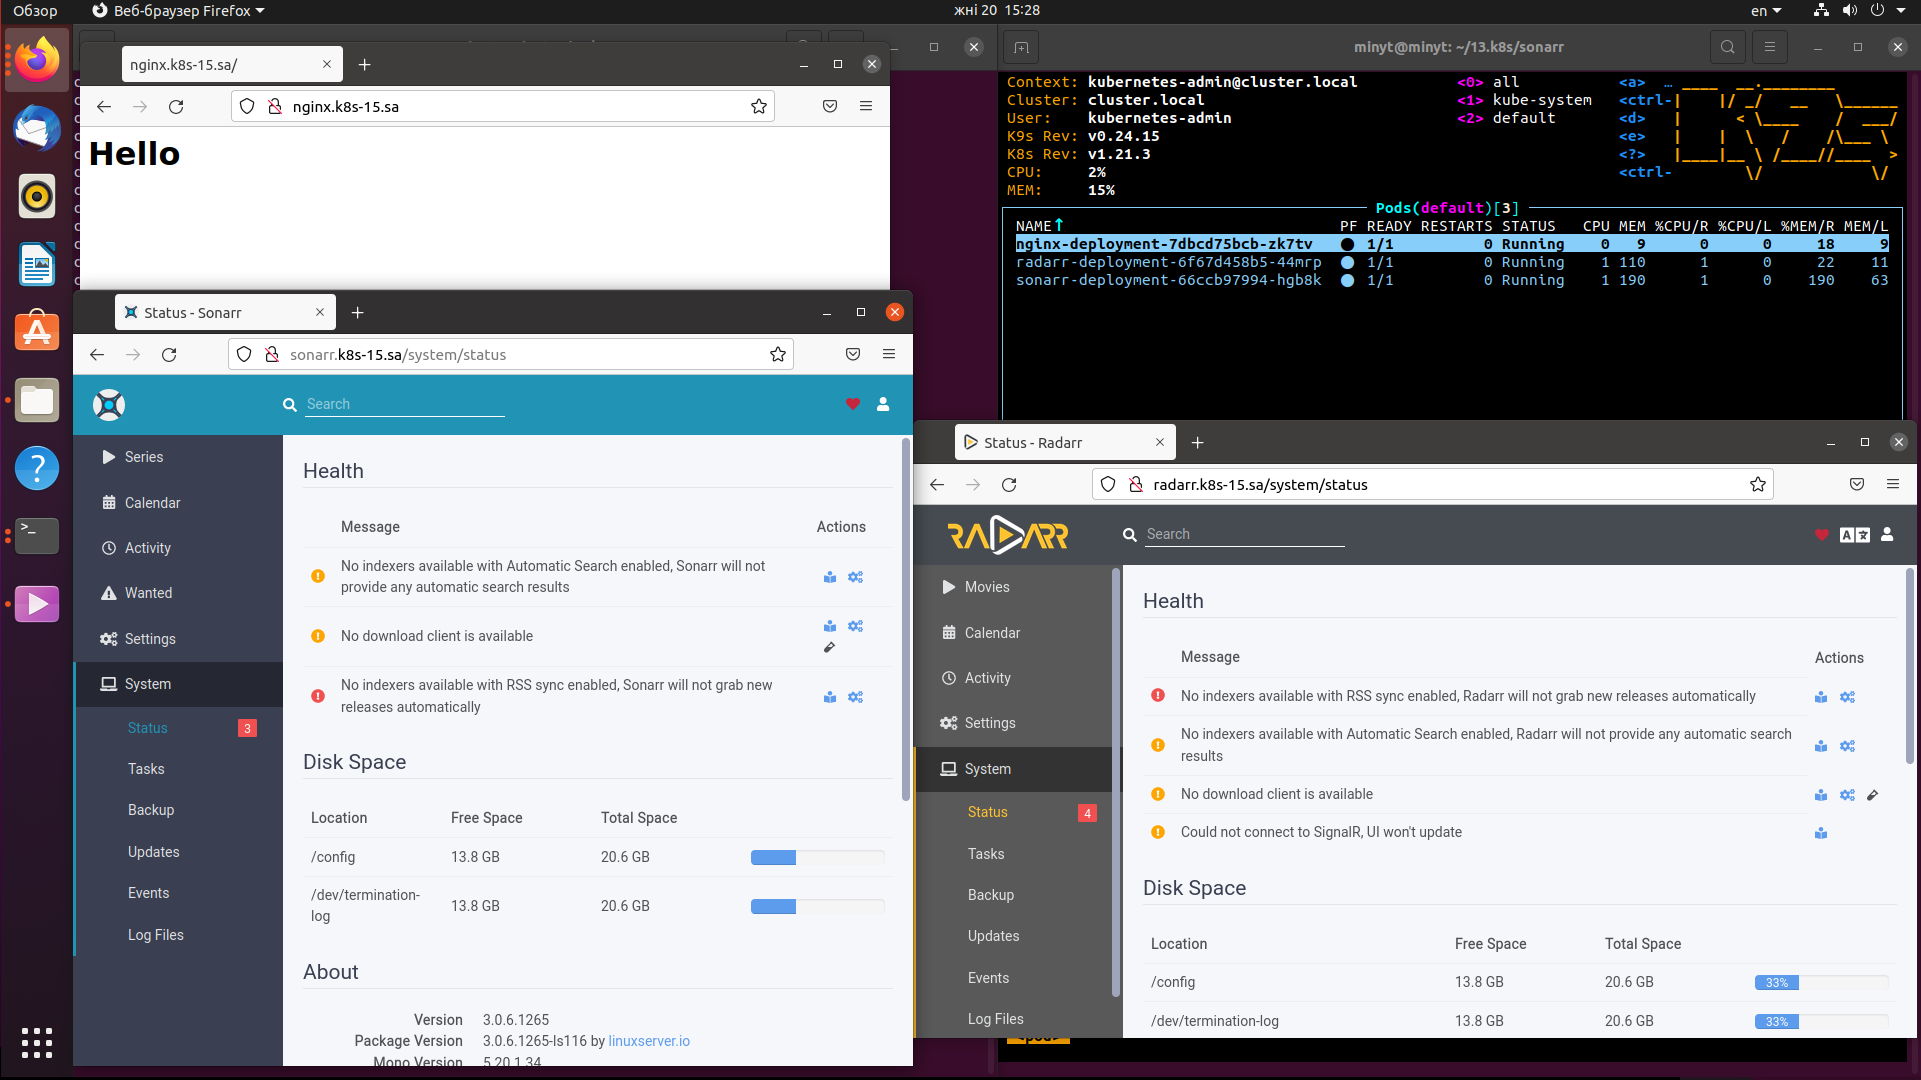 Обзор
Веб-браузер Firefox
жні 20 15:28
en
nginx.k8s-15.sa/
nginx.k8s-15.sa
Hello
minyt@minyt: ~/13.k8s/sonarr
Context: kubernetes-admin@cluster.local <0> all <a> …
Cluster: cluster.local <1> kube-system <ctrl-
User: kubernetes-admin <2> default <d>
K9s Rev: v0.24.15 <e>
K8s Rev: v1.21.3 <?>
CPU: 2% <ctrl-
MEM: 15%
Pods(default)[3]
NAME↑ PF READY RESTARTS STATUS CPU MEM %CPU/R %CPU/L %MEM/R MEM/L
nginx-deployment-7dbcd75bcb-zk7tv ● 1/1 0 Running 0 9 0 0 18 9
radarr-deployment-6f67d458b5-44mrp ● 1/1 0 Running 1 110 1 0 22 11
sonarr-deployment-66ccb97994-hgb8k ● 1/1 0 Running 1 190 1 0 190 63
Status - Sonarr
sonarr.k8s-15.sa/system/status
Search
Series
Calendar
Activity
Wanted
Settings
System
Status 3
Tasks
Backup
Updates
Events
Log Files
Health
Message Actions
No indexers available with Automatic Search enabled, Sonarr will not
provide any automatic search results
No download client is available
No indexers available with RSS sync enabled, Sonarr will not grab new
releases automatically
Disk Space
Location Free Space Total Space
/config 13.8 GB 20.6 GB
/dev/termination-
log 13.8 GB 20.6 GB
About
Version 3.0.6.1265
Package Version 3.0.6.1265-ls116 by linuxserver.io
Mono Version 5.20.1.34
Status - Radarr
radarr.k8s-15.sa/system/status
RADARR
Search
Movies
Calendar
Activity
Settings
System
Status 4
Tasks
Backup
Updates
Events
Log Files
Health
Message Actions
No indexers available with RSS sync enabled, Radarr will not grab new releases automatically
No indexers available with Automatic Search enabled, Radarr will not provide any automatic search
results
No download client is available
Could not connect to SignalR, UI won't update
Disk Space
Location Free Space Total Space
/config 13.8 GB 20.6 GB 33%
/dev/termination-log 13.8 GB 20.6 GB 33%